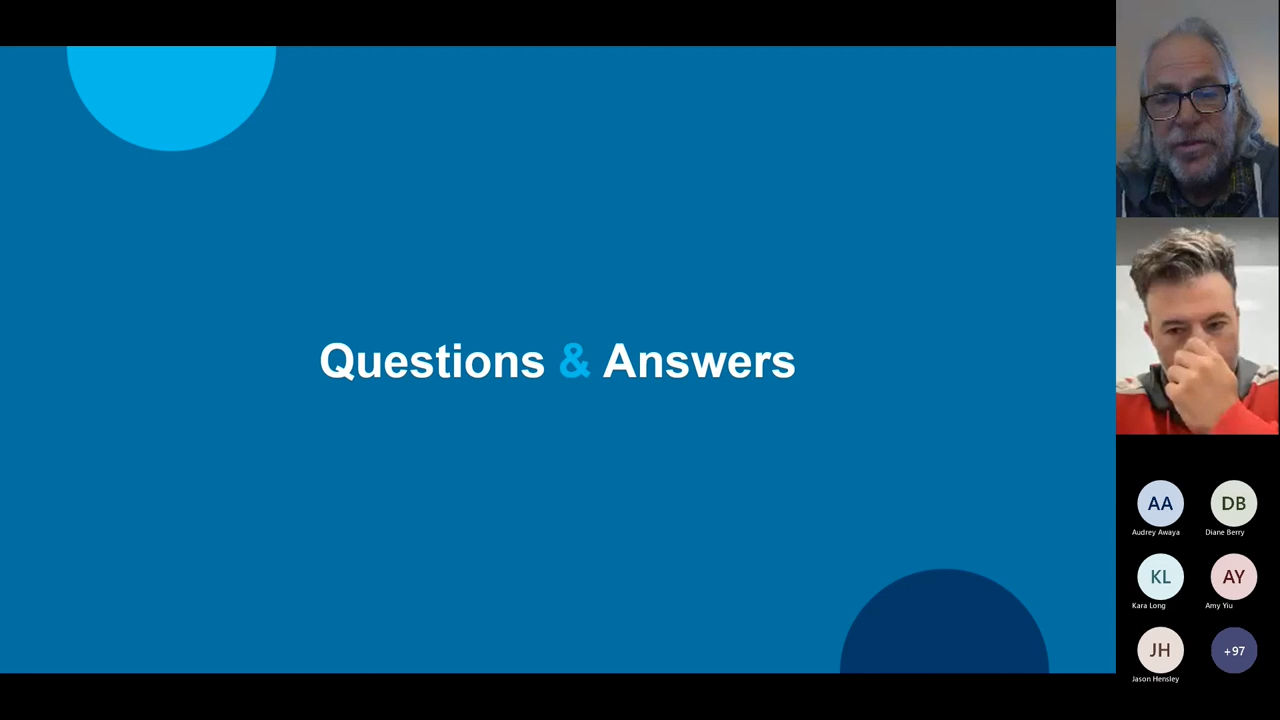 Questions & Answers
AA
Audrey Awaya
DB
Diane Berry
KL
Kara Long
AY
Amy Yiu
JH
Jason Hensley
+97